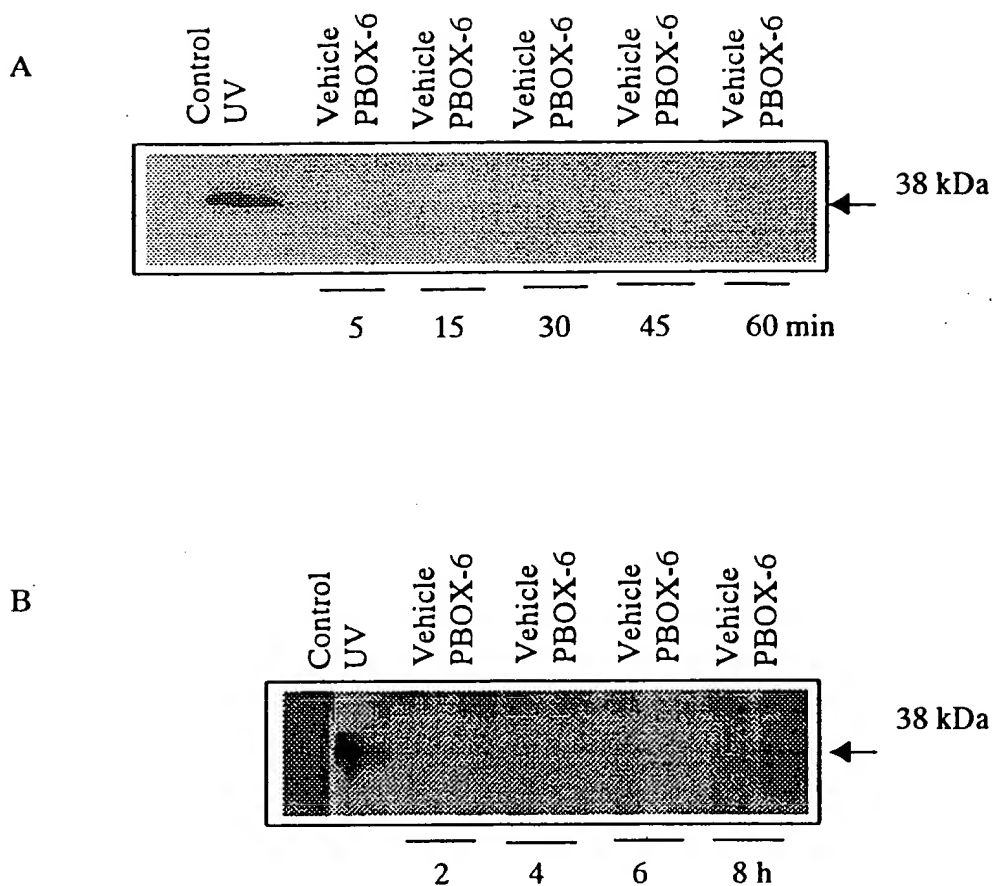 A
Control
UV
Vehicle
PBOX-6
Vehicle
PBOX-6
Vehicle
PBOX-6
Vehicle
PBOX-6
Vehicle
PBOX-6
38 kDa
5 15 30 45 60 min
B
Control
UV
Vehicle
PBOX-6
Vehicle
PBOX-6
Vehicle
PBOX-6
Vehicle
PBOX-6
38 kDa
2 4 6 8 h